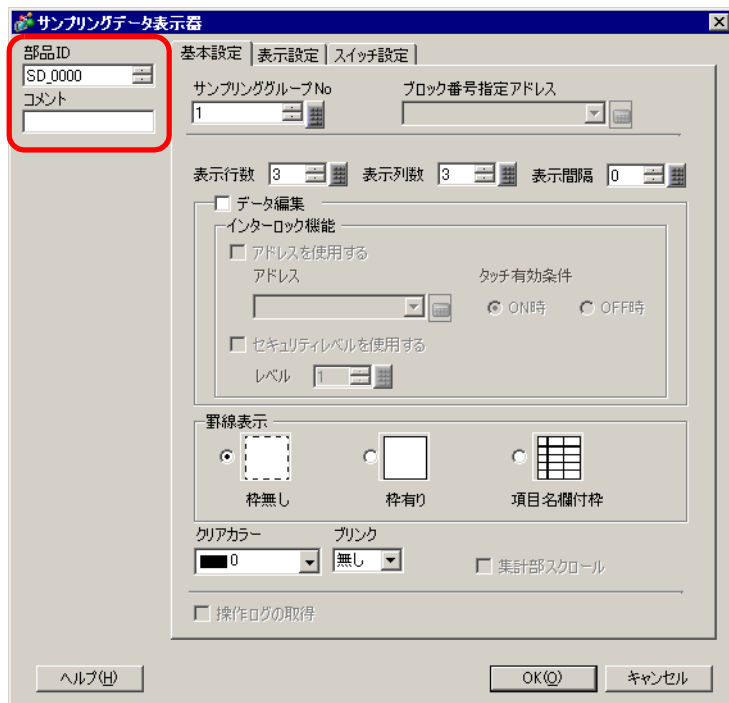 サンプリングデータ表示器
部品ID
SD_0000
コメント
基本設定 表示設定 スイッチ設定
サンプリンググループNo ブロック番号指定アドレス
1
表示行数 3 表示列数 3 表示間隔 0
データ編集
インターロック機能
アドレスを使用する
アドレス タッチ有効条件
ON時 OFF時
セキュリティレベルを使用する
レベル 1
罫線表示
枠無し 枠有り 項目名欄付枠
クリアカラー ブリンク
0 無し 集計部スクロール
操作ログの取得
ヘルプ(H) OK(O) キャンセル